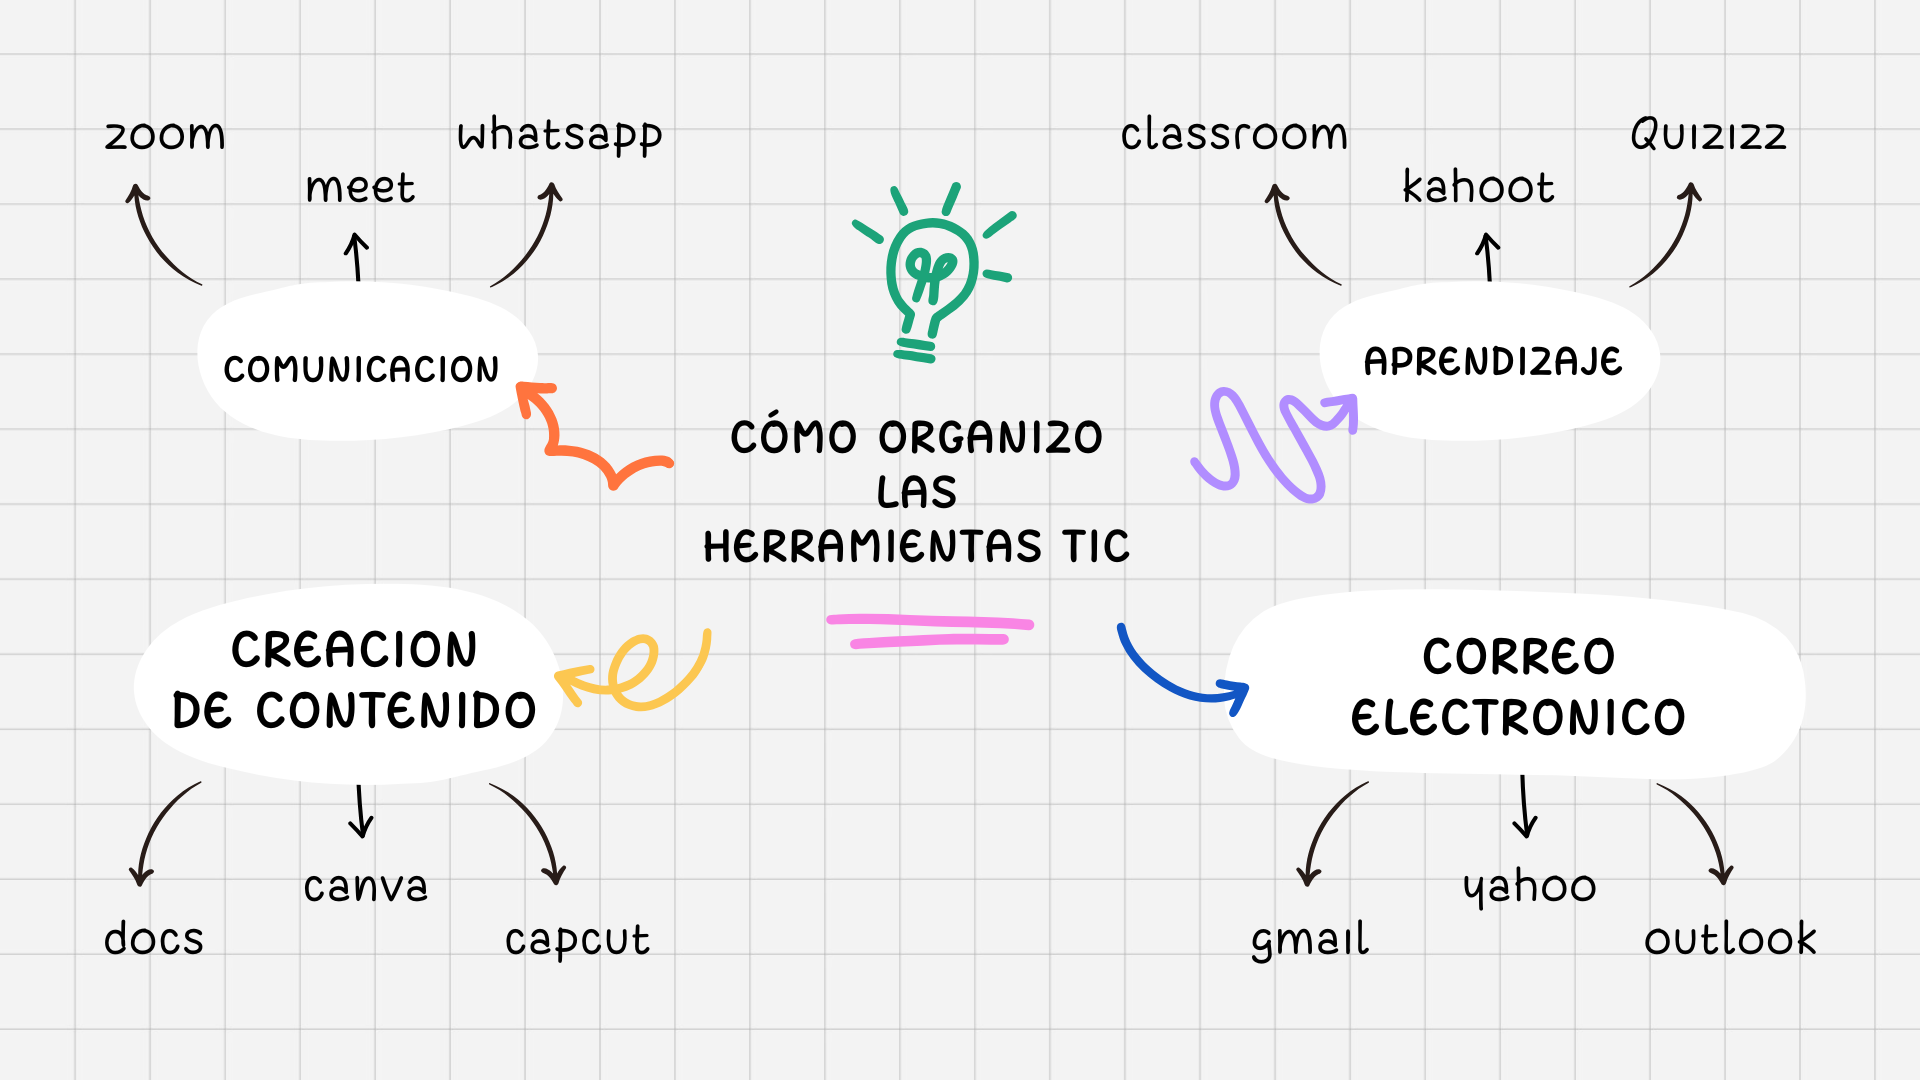 zoom
meet
whatsapp
COMUNICACION
classroom
kahoot
Quizizz
APRENDIZAJE
CÓMO ORGANIZO
LAS
HERRAMIENTAS TIC
CREACION
DE CONTENIDO
docs
canva
capcut
CORREO
ELECTRONICO
gmail
yahoo
outlook